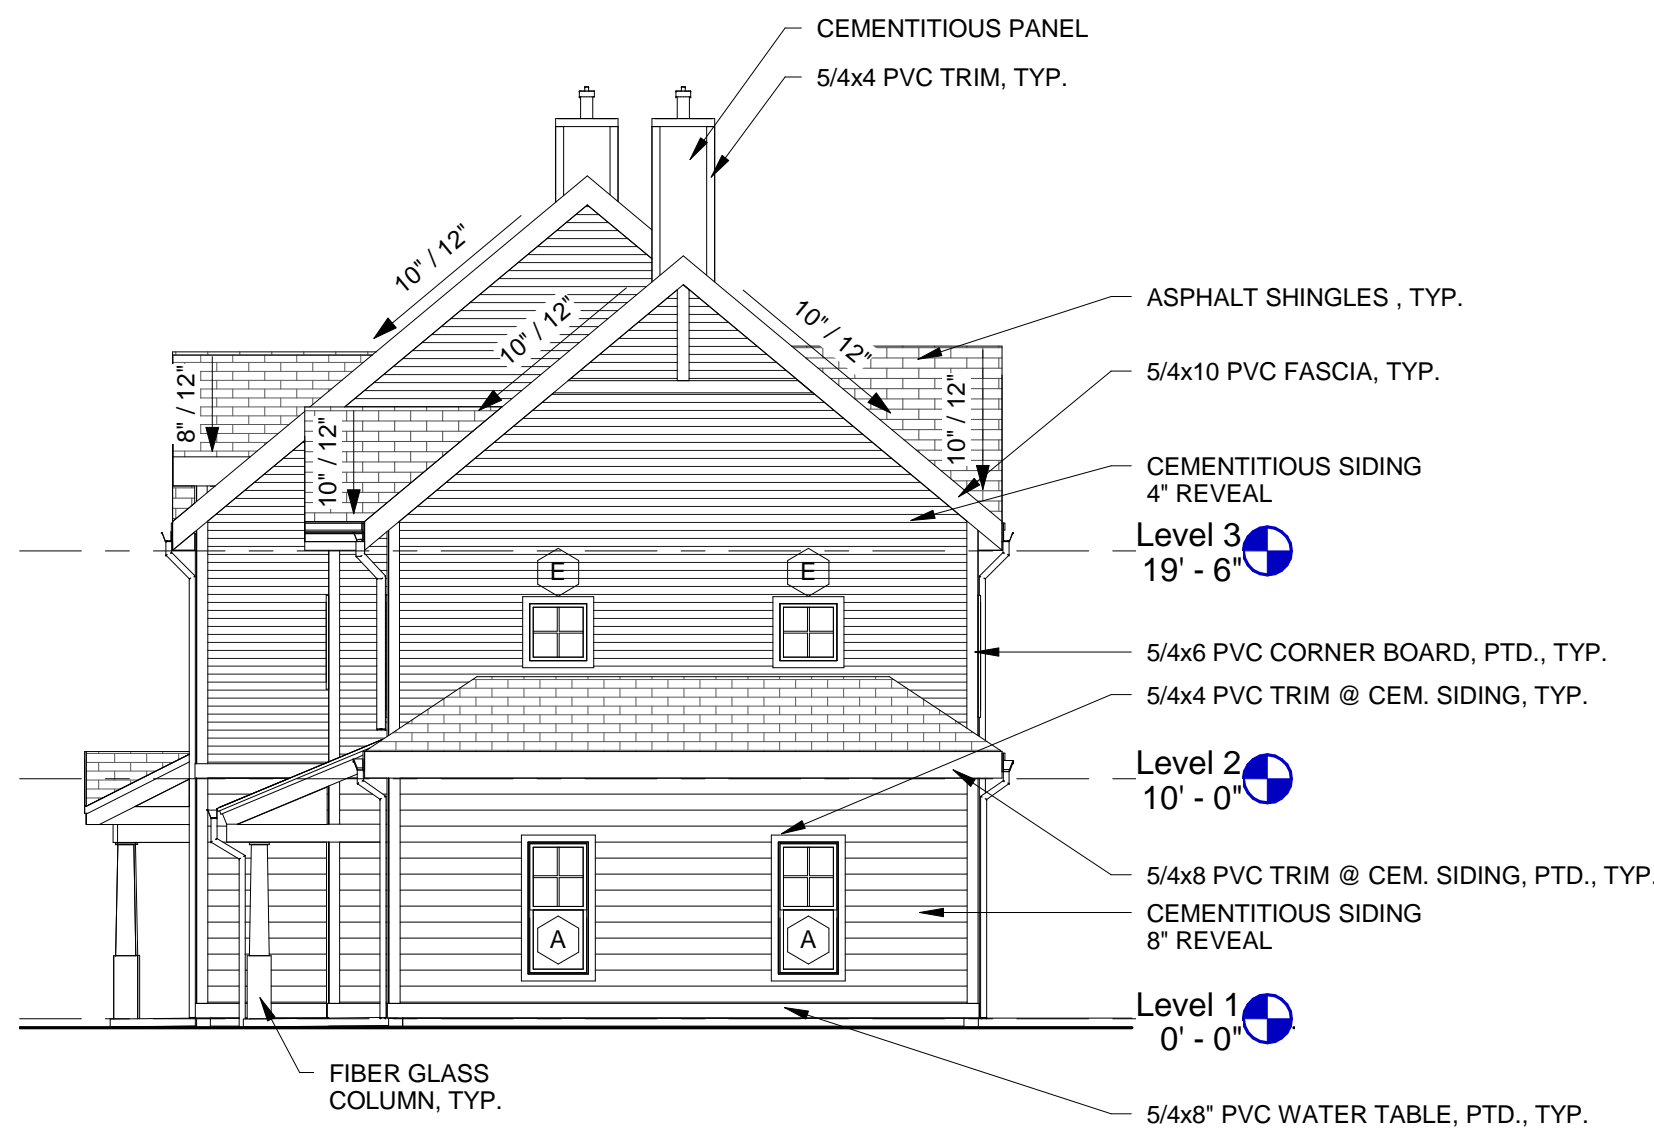 CEMENTITIOUS PANEL
5/4x4 PVC TRIM, TYP.
10" / 12"
10" / 12"
10" / 12"
ASPHALT SHINGLES , TYP.
5/4x10 PVC FASCIA, TYP.
8" / 12"
10" / 12"
10" / 12"
CEMENTITIOUS SIDING
4" REVEAL
Level 3
19' - 6"
E
E
5/4x6 PVC CORNER BOARD, PTD., TYP.
5/4x4 PVC TRIM @ CEM. SIDING, TYP.
Level 2
10' - 0"
5/4x8 PVC TRIM @ CEM. SIDING, PTD., TYP.
CEMENTITIOUS SIDING
8" REVEAL
A
A
Level 1
0' - 0"
FIBER GLASS
COLUMN, TYP.
5/4x8" PVC WATER TABLE, PTD., TYP.